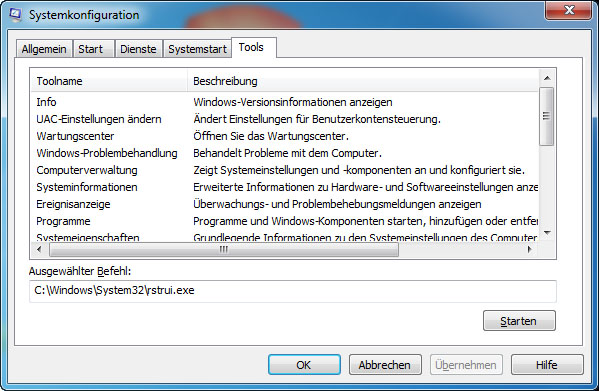 Systemkonfiguration
Allgemein Start Dienste Systemstart Tools
Toolname Beschreibung
Info Windows-Versionsinformationen anzeigen
UAC-Einstellungen ändern Ändert Einstellungen für Benutzerkontensteuerung.
Wartungscenter Öffnen Sie das Wartungscenter.
Windows-Problembehandlung Behandelt Probleme mit dem Computer.
Computerverwaltung Zeigt Systemeinstellungen und -komponenten an und konfiguriert sie.
Systeminformationen Erweiterte Informationen zu Hardware- und Softwareeinstellungen anze
Ereignisanzeige Überwachungs- und Problembehebungsmeldungen anzeigen
Programme Programme und Windows-Komponenten starten, hinzufügen oder entfer
Systemeigenschaften Grundlegende Informationen zu den Systemeinstellungen des Computer
Ausgewählter Befehl:
C:\Windows\System32\rstrui.exe
Starten
OK Abbrechen Übernehmen Hilfe